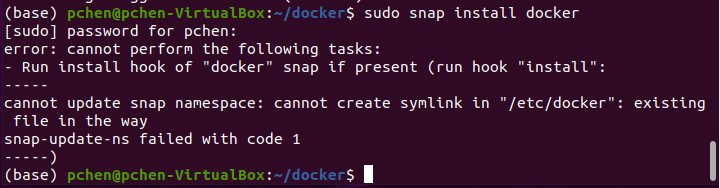 (base) pchen@pchen-VirtualBox:~/docker$ sudo snap install docker
[sudo] password for pchen:
error: cannot perform the following tasks:
- Run install hook of "docker" snap if present (run hook "install":
-----
cannot update snap namespace: cannot create symlink in "/etc/docker": existing
 file in the way
snap-update-ns failed with code 1
-----)
(base) pchen@pchen-VirtualBox:~/docker$